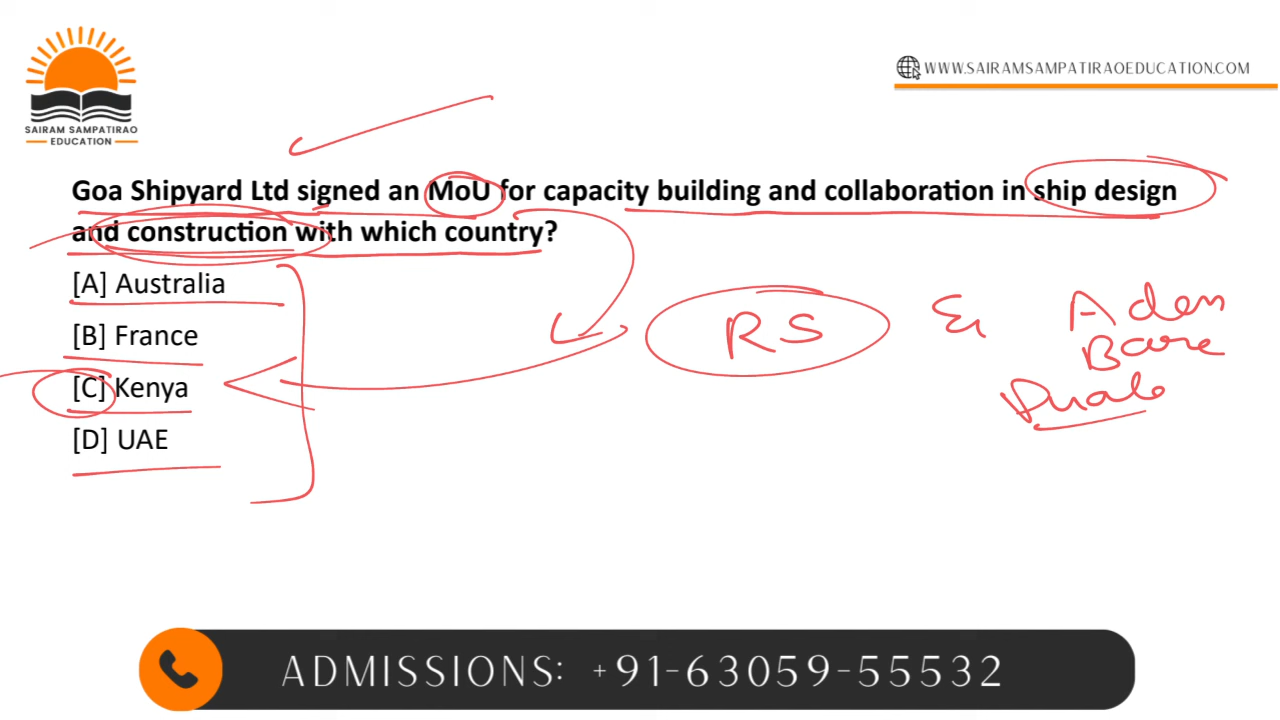 SAIRAM SAMPATIRAO
EDUCATION
WWW.SAIRAMSAMPATIRAOEDUCATION.COM
Goa Shipyard Ltd signed an MoU for capacity building and collaboration in ship design
and construction with which country?
[A] Australia
[B] France
[C] Kenya
[D] UAE
RS & Aden
Bare
Duale
ADMISSIONS: +91-63059-55532